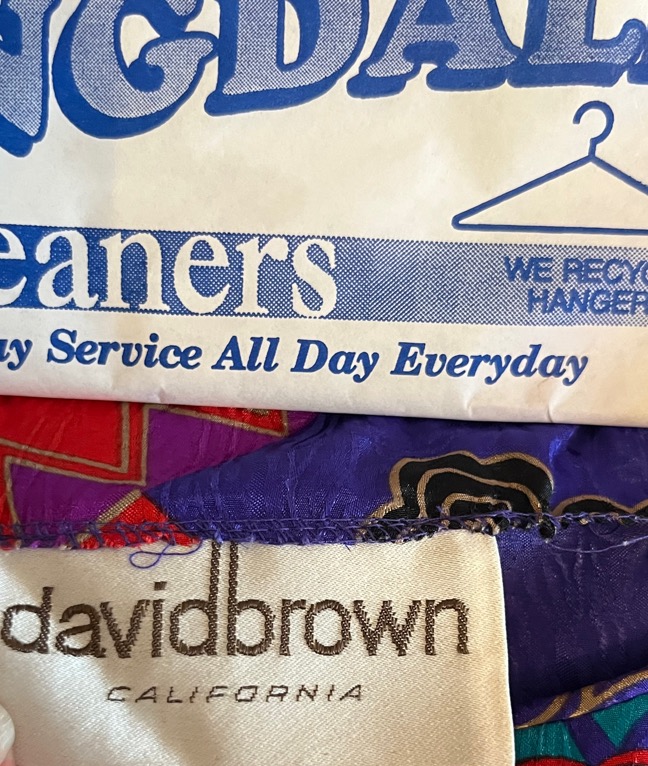 NGDAL
eaners
WE RECYC
HANGER
ay Service All Day Everyday
davidbrown
CALIFORNIA